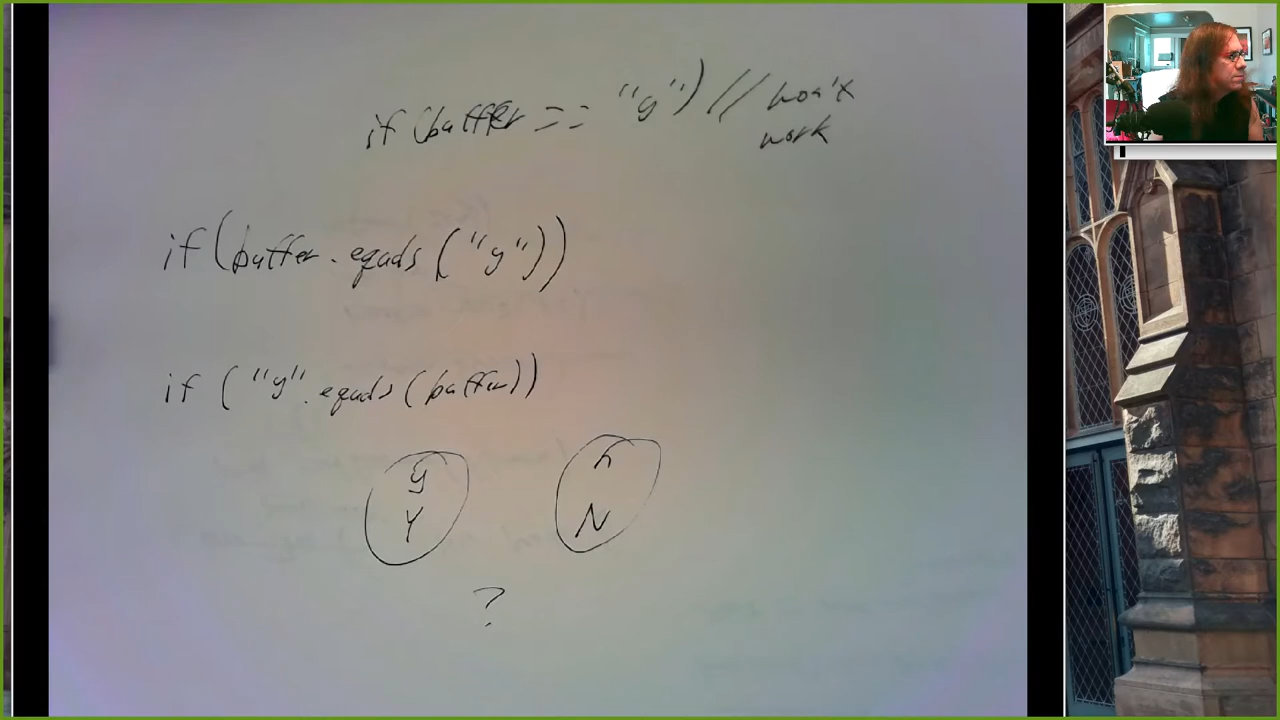 if (buffer == "y") // won't
work
if (buffer.equals ("y"))
if ("y".equals (buffer))
y n
Y N
?